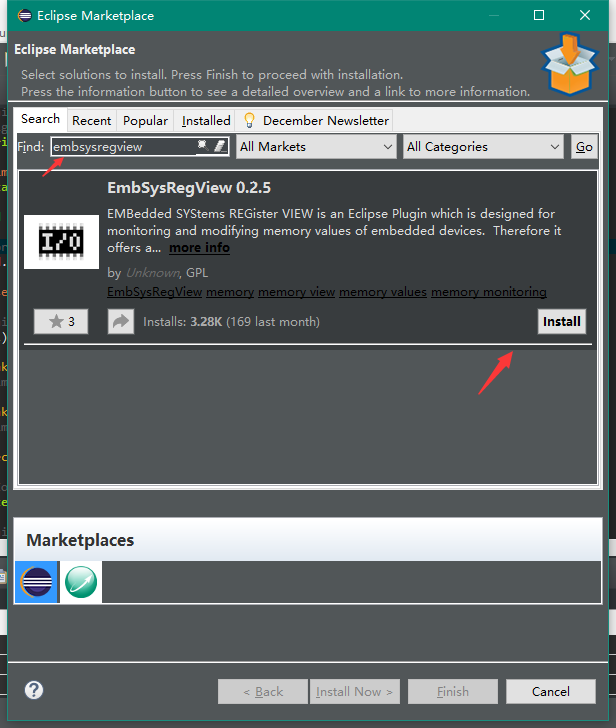 Eclipse Marketplace
Eclipse Marketplace
Select solutions to install. Press Finish to proceed with installation.
Press the information button to see a detailed overview and a link to more information.
Search Recent Popular Installed December Newsletter
Find: embsysregview All Markets All Categories Go
EmbSysRegView 0.2.5
EMBedded SYStems REGister VIEW is an Eclipse Plugin which is designed for
monitoring and modifying memory values of embedded devices. Therefore it
offers a... more info
I/O
by Unknown, GPL
EmbSysRegView memory memory view memory values memory monitoring
3 Installs: 3.28K (169 last month) Install
Marketplaces
? < Back Install Now > Finish Cancel